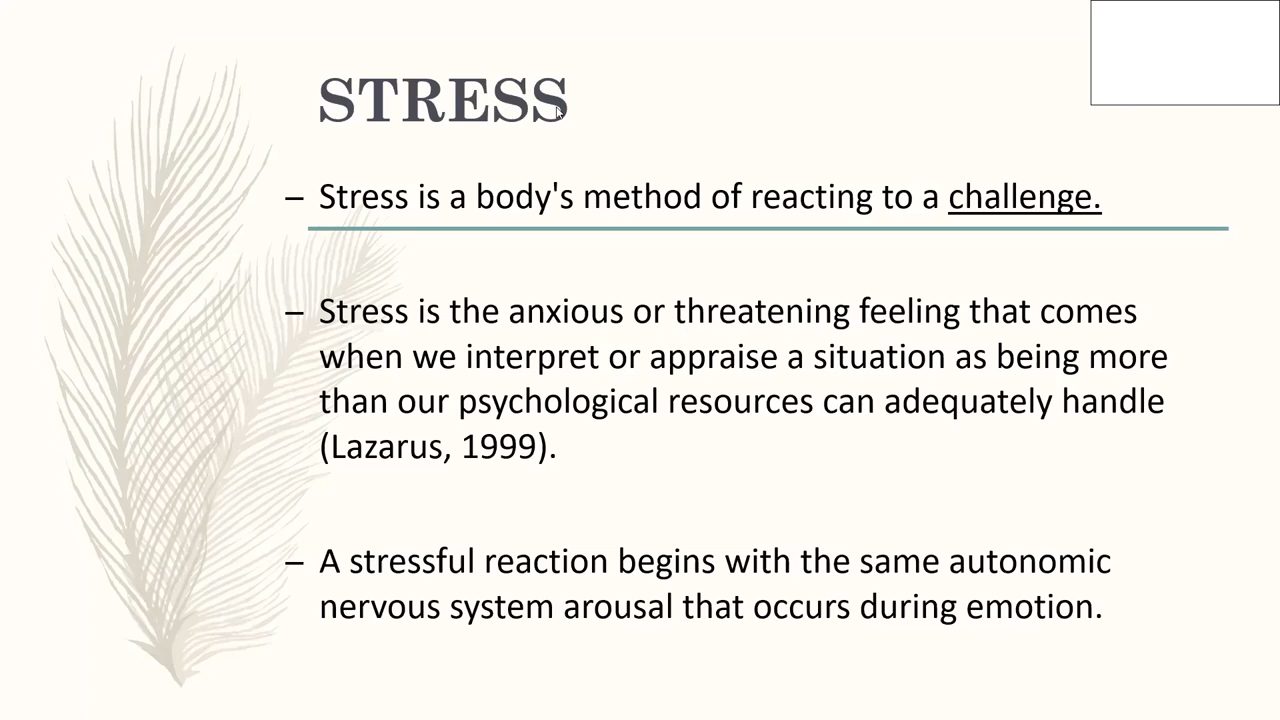 STRESS
– Stress is a body's method of reacting to a challenge.
– Stress is the anxious or threatening feeling that comes
when we interpret or appraise a situation as being more
than our psychological resources can adequately handle
(Lazarus, 1999).
– A stressful reaction begins with the same autonomic
nervous system arousal that occurs during emotion.